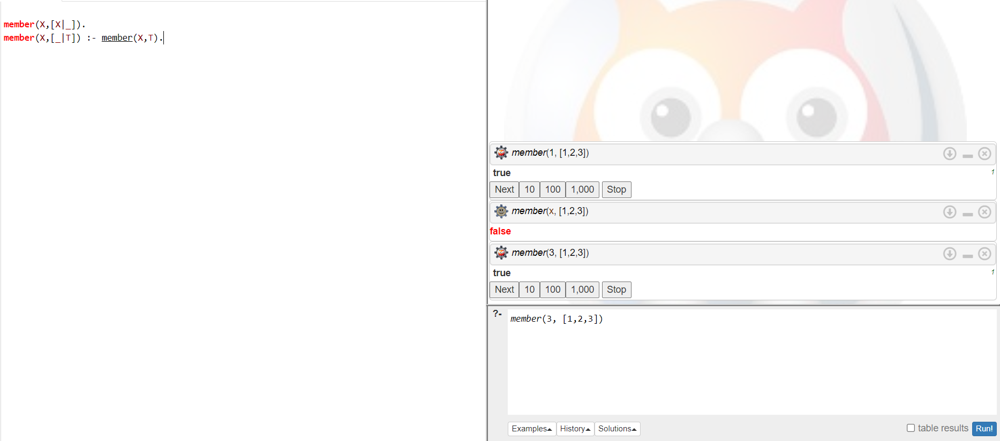 member(X,[X|_]).
member(X,[_|T]) :- member(X,T).
member(1, [1,2,3])
true
1
Next 10 100 1,000 Stop
member(x, [1,2,3])
false
member(3, [1,2,3])
true
1
Next 10 100 1,000 Stop
?- member(3, [1,2,3])
Examples History Solutions table results Run!